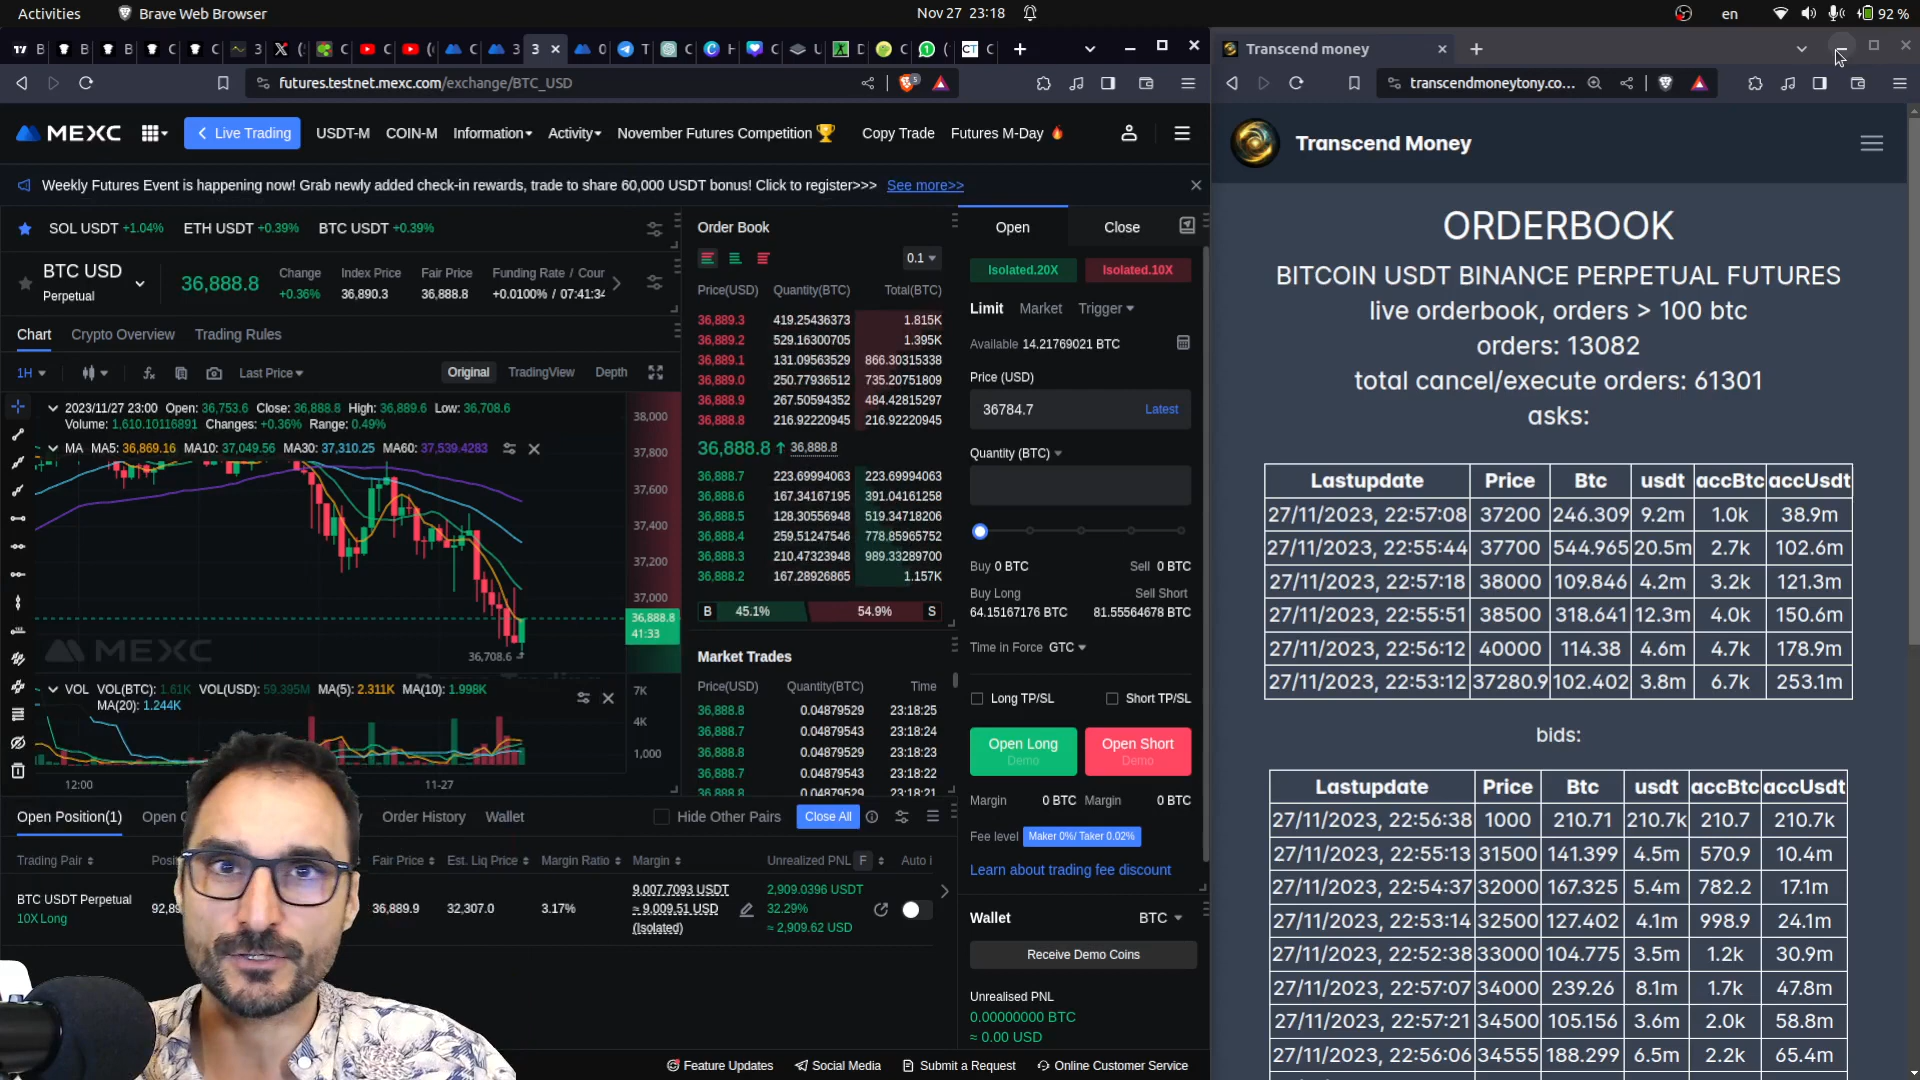 Activities
Brave Web Browser
Nov 27 23:18
en
92 %
Transcend money
futures.testnet.mexc.com/exchange/BTC_USD
transcendmoneytony.co...
MEXC
Live Trading
USDT-M
COIN-M
Information
Activity
November Futures Competition
Copy Trade
Futures M-Day
Weekly Futures Event is happening now! Grab newly added check-in rewards, trade to share 60,000 USDT bonus! Click to register>>>
See more>>
SOL USDT +1.04%
ETH USDT +0.39%
BTC USDT +0.39%
BTC USD
Perpetual
36,888.8
Change
+0.36%
Index Price
36,890.3
Fair Price
36,888.8
Funding Rate / Cour
+0.0100% / 07:41:34
Chart
Crypto Overview
Trading Rules
1H
Last Price
Original
TradingView
Depth
2023/11/27 23:00 Open: 36,753.6 Close: 36,888.8 High: 36,889.6 Low: 36,708.6
Volume: 1,610.10116891 Changes: +0.36% Range: 0.49%
MA MA5: 36,869.16 MA10: 37,049.56 MA30: 37,310.25 MA60: 37,539.4283
38,000
37,800
37,600
37,400
37,200
37,000
36,888.8
41:33
MEXC
36,708.6
VOL VOL(BTC): 1.61K VOL(USD): 59.395M MA(5): 2.311K MA(10): 1.998K
MA(20): 1.244K
7K
4K
1,000
12:00
11-27
Order Book
0.1
Price(USD) Quantity(BTC) Total(BTC)
36,889.3 419.25436373 1.815K
36,889.2 529.16300705 1.395K
36,889.1 131.09563529 866.30315338
36,889.0 250.77936512 735.20751809
36,888.9 267.50594352 484.42815297
36,888.8 216.92220945 216.92220945
36,888.8 36,888.8
36,888.7 223.69994063 223.69994063
36,888.6 167.34167195 391.04161258
36,888.5 128.30556948 519.34718206
36,888.4 259.51247546 778.85965752
36,888.3 210.47323948 989.33289700
36,888.2 167.28926865 1.157K
B 45.1% 54.9% S
Market Trades
Price(USD) Quantity(BTC) Time
36,888.8 0.04879529 23:18:25
36,888.7 0.04879543 23:18:24
36,888.8 0.04879529 23:18:23
36,888.7 0.04879543 23:18:22
36,888.8 0.04879529 23:18:21
Open
Close
Isolated.20X
Isolated.10X
Limit
Market
Trigger
Available 14.21769021 BTC
Price (USD)
36784.7
Latest
Quantity (BTC)
Buy 0 BTC
Sell 0 BTC
Buy Long
Sell Short
64.15167176 BTC
81.55564678 BTC
Time in Force GTC
Long TP/SL
Short TP/SL
Open Long
Demo
Open Short
Demo
Margin 0 BTC
Margin 0 BTC
Fee level
Maker 0%/ Taker 0.02%
Learn about trading fee discount
Wallet
BTC
Receive Demo Coins
Unrealised PNL
0.00000000 BTC
≈ 0.00 USD
Open Position(1)
Order History
Wallet
Hide Other Pairs
Close All
Trading Pair
Fair Price
Est. Liq Price
Margin Ratio
Margin
Unrealized PNL F
Auto
BTC USDT Perpetual
10X Long
36,889.9
32,307.0
3.17%
9,007.7093 USDT
≈ 9,009.51 USD
(Isolated)
2,909.0396 USDT
32.29%
≈ 2,909.62 USD
Feature Updates
Social Media
Submit a Request
Online Customer Service
Transcend Money
ORDERBOOK
BITCOIN USDT BINANCE PERPETUAL FUTURES
live orderbook, orders > 100 btc
orders: 13082
total cancel/execute orders: 61301
asks:
Lastupdate Price Btc usdt accBtc accUsdt
27/11/2023, 22:57:08 37200 246.309 9.2m 1.0k 38.9m
27/11/2023, 22:55:44 37700 544.965 20.5m 2.7k 102.6m
27/11/2023, 22:57:18 38000 109.846 4.2m 3.2k 121.3m
27/11/2023, 22:55:51 38500 318.641 12.3m 4.0k 150.6m
27/11/2023, 22:56:12 40000 114.38 4.6m 4.7k 178.9m
27/11/2023, 22:53:12 37280.9 102.402 3.8m 6.7k 253.1m
bids:
Lastupdate Price Btc usdt accBtc accUsdt
27/11/2023, 22:56:38 1000 210.71 210.7k 210.7 210.7k
27/11/2023, 22:55:13 31500 141.399 4.5m 570.9 10.4m
27/11/2023, 22:54:37 32000 167.325 5.4m 782.2 17.1m
27/11/2023, 22:53:14 32500 127.402 4.1m 998.9 24.1m
27/11/2023, 22:52:38 33000 104.775 3.5m 1.2k 30.9m
27/11/2023, 22:57:07 34000 239.26 8.1m 1.7k 47.8m
27/11/2023, 22:57:21 34500 105.156 3.6m 2.0k 58.8m
27/11/2023, 22:56:06 34555 188.299 6.5m 2.2k 65.4m